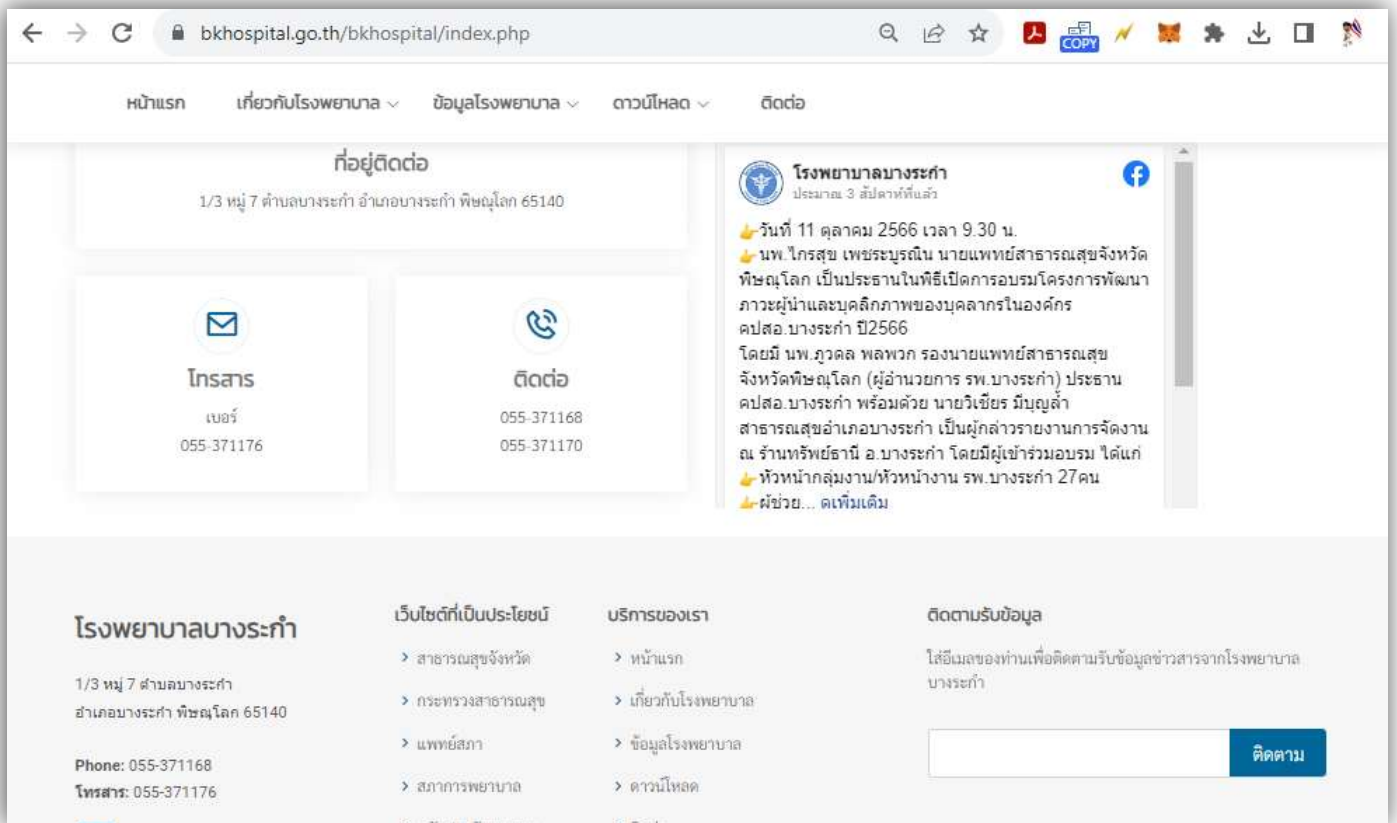 bkhospital.go.th/bkhospital/index.php
COPY
หน้าแรก เกี่ยวกับโรงพยาบาล ข้อมูลโรงพยาบาล ดาวน์โหลด ติดต่อ
ที่อยู่ติดต่อ
1/3 หมู่ 7 ตำบลบางระกำ อำเภอบางระกำ พิษณุโลก 65140
โทรสาร
เบอร์
055-371176
ติดต่อ
055-371168
055-371170
โรงพยาบาลบางระกำ
ประมาณ 3 สัปดาห์ที่แล้ว
👉วันที่ 11 ตุลาคม 2566 เวลา 9.30 น.
👉นพ.ไกรสุข เพชระบูรณิน นายแพทย์สาธารณสุขจังหวัด
พิษณุโลก เป็นประธานในพิธีเปิดการอบรมโครงการพัฒนา
ภาวะผู้นำและบุคลิกภาพของบุคลากรในองค์กร
คปสอ.บางระกำ ปี2566
โดยมี นพ.ภูวดล พลพวก รองนายแพทย์สาธารณสุข
จังหวัดพิษณุโลก (ผู้อำนวยการ รพ.บางระกำ) ประธาน
คปสอ.บางระกำ พร้อมด้วย นายวิเชียร มีบุญล้ำ
สาธารณสุขอำเภอบางระกำ เป็นผู้กล่าวรายงานการจัดงาน
ณ ร้านทรัพย์ธานี อ.บางระกำ โดยมีผู้เข้าร่วมอบรม ได้แก่
👉หัวหน้ากลุ่มงาน/หัวหน้างาน รพ.บางระกำ 27คน
👉ผู้ช่วย... ดูเพิ่มเติม
โรงพยาบาลบางระกำ
1/3 หมู่ 7 ตำบลบางระกำ
อำเภอบางระกำ พิษณุโลก 65140
Phone: 055-371168
โทรสาร: 055-371176
เว็บไซต์ที่เป็นประโยชน์
สาธารณสุขจังหวัด
กระทรวงสาธารณสุข
แพทย์สภา
สภาการพยาบาล
บริการของเรา
หน้าแรก
เกี่ยวกับโรงพยาบาล
ข้อมูลโรงพยาบาล
ดาวน์โหลด
ติดตามรับข้อมูล
ใส่อีเมลของท่านเพื่อติดตามรับข้อมูลข่าวสารจากโรงพยาบาล
บางระกำ
ติดตาม